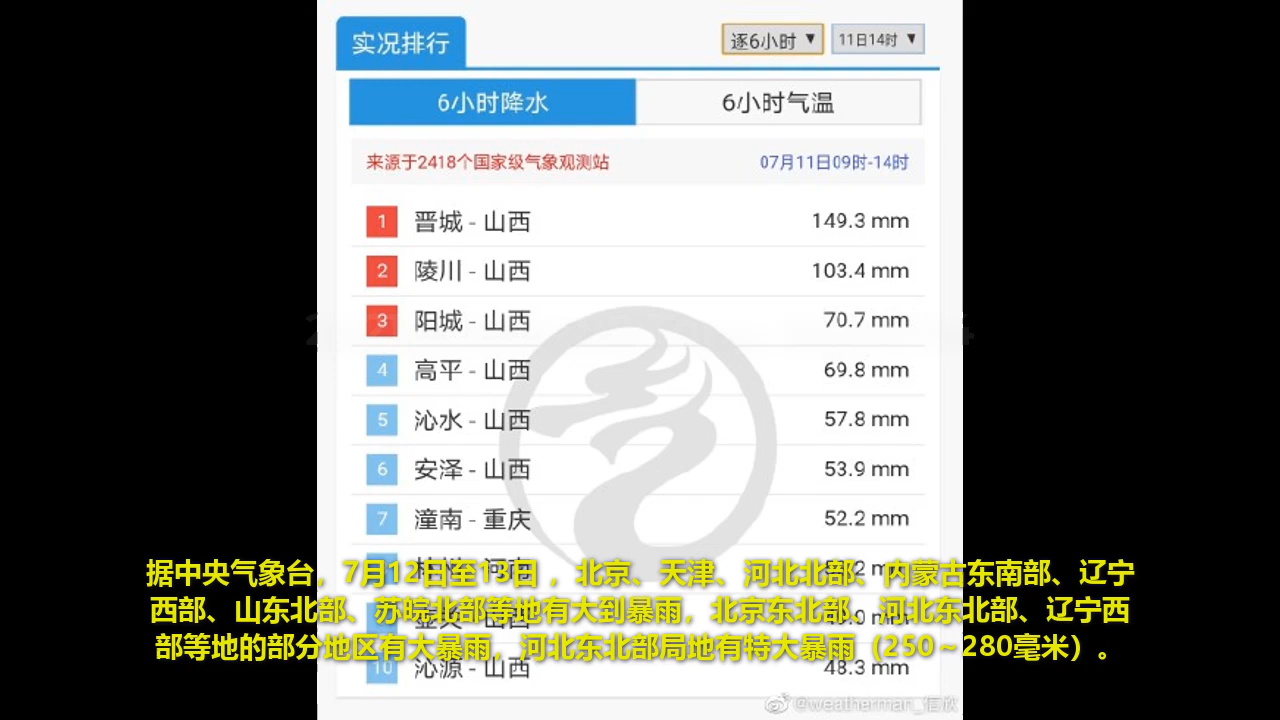 实况排行
逐6小时 ▼ 11日14时 ▼
6小时降水 6小时气温
来源于2418个国家级气象观测站 07月11日09时-14时
1 晋城 - 山西 149.3 mm
2 陵川 - 山西 103.4 mm
3 阳城 - 山西 70.7 mm
4 高平 - 山西 69.8 mm
5 沁水 - 山西 57.8 mm
6 安泽 - 山西 53.9 mm
7 潼南 - 重庆 52.2 mm
据中央气象台，7月12日至13日 ，北京、天津、河北北部、内蒙古东南部、辽宁
西部、山东北部、苏皖北部等地有大到暴雨，北京东北部、河北东北部、辽宁西
部等地的部分地区有大暴雨，河北东北部局地有特大暴雨（250～280毫米）。
10 沁源 - 山西 48.3 mm
@weatherman_信欣